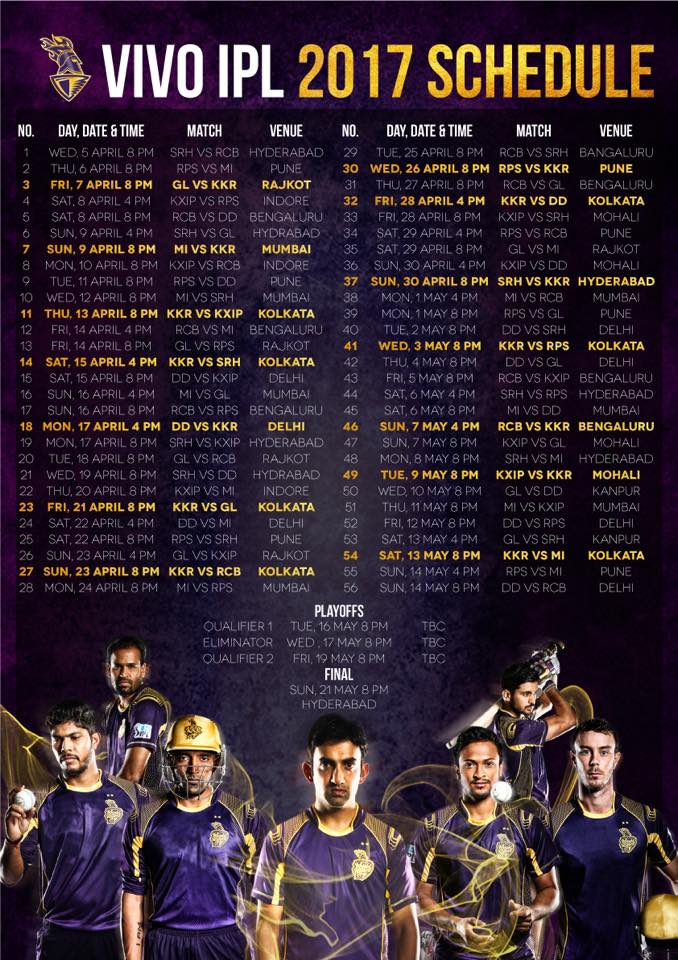 VIVO IPL 2017 SCHEDULE
NO. DAY, DATE & TIME MATCH VENUE
1 WED, 5 APRIL 8 PM SRH VS RCB HYDERABAD
2 THU, 6 APRIL 8 PM RPS VS MI PUNE
3 FRI, 7 APRIL 8 PM GL VS KKR RAJKOT
4 SAT, 8 APRIL 4 PM KXIP VS RPS INDORE
5 SAT, 8 APRIL 8 PM RCB VS DD BENGALURU
6 SUN, 9 APRIL 4 PM SRH VS GL HYDRABAD
7 SUN, 9 APRIL 8 PM MI VS KKR MUMBAI
8 MON, 10 APRIL 8 PM KXIP VS RCB INDORE
9 TUE, 11 APRIL 8 PM RPS VS DD PUNE
10 WED, 12 APRIL 8 PM MI VS SRH MUMBAI
11 THU, 13 APRIL 8 PM KKR VS KXIP KOLKATA
12 FRI, 14 APRIL 4 PM RCB VS MI BENGALURU
13 FRI, 14 APRIL 8 PM GL VS RPS RAJKOT
14 SAT, 15 APRIL 4 PM KKR VS SRH KOLKATA
15 SAT, 15 APRIL 8 PM DD VS KXIP DELHI
16 SUN, 16 APRIL 4 PM MI VS GL MUMBAI
17 SUN, 16 APRIL 8 PM RCB VS RPS BENGALURU
18 MON, 17 APRIL 4 PM DD VS KKR DELHI
19 MON, 17 APRIL 8 PM SRH VS KXIP HYDERABAD
20 TUE, 18 APRIL 8 PM GL VS RCB RAJKOT
21 WED, 19 APRIL 8 PM SRH VS DD HYDRABAD
22 THU, 20 APRIL 8 PM KXIP VS MI INDORE
23 FRI, 21 APRIL 8 PM KKR VS GL KOLKATA
24 SAT, 22 APRIL 4 PM DD VS MI DELHI
25 SAT, 22 APRIL 8 PM RPS VS SRH PUNE
26 SUN, 23 APRIL 4 PM GL VS KXIP RAJKOT
27 SUN, 23 APRIL 8 PM KKR VS RCB KOLKATA
28 MON, 24 APRIL 8 PM MI VS RPS MUMBAI
NO. DAY, DATE & TIME MATCH VENUE
29 TUE, 25 APRIL 8 PM RCB VS SRH BANGALURU
30 WED, 26 APRIL 8 PM RPS VS KKR PUNE
31 THU, 27 APRIL 8 PM RCB VS GL BENGALURU
32 FRI, 28 APRIL 4 PM KKR VS DD KOLKATA
33 FRI, 28 APRIL 8 PM KXIP VS SRH MOHALI
34 SAT, 29 APRIL 4 PM RPS VS RCB PUNE
35 SAT, 29 APRIL 8 PM GL VS MI RAJKOT
36 SUN, 30 APRIL 4 PM KXIP VS DD MOHALI
37 SUN, 30 APRIL 8 PM SRH VS KKR HYDERABAD
38 MON, 1 MAY 4 PM MI VS RCB MUMBAI
39 MON, 1 MAY 8 PM RPS VS GL PUNE
40 TUE, 2 MAY 8 PM DD VS SRH DELHI
41 WED, 3 MAY 8 PM KKR VS RPS KOLKATA
42 THU, 4 MAY 8 PM DD VS GL DELHI
43 FRI, 5 MAY 8 PM RCB VS KXIP BENGALURU
44 SAT, 6 MAY 4 PM SRH VS RPS HYDERABAD
45 SAT, 6 MAY 8 PM MI VS DD MUMBAI
46 SUN, 7 MAY 4 PM RCB VS KKR BENGALURU
47 SUN, 7 MAY 8 PM KXIP VS GL MOHALI
48 MON, 8 MAY 8 PM SRH VS MI HYDERABAD
49 TUE, 9 MAY 8 PM KXIP VS KKR MOHALI
50 WED, 10 MAY 8 PM GL VS DD KANPUR
51 THU, 11 MAY 8 PM MI VS KXIP MUMBAI
52 FRI, 12 MAY 8 PM DD VS RPS DELHI
53 SAT, 13 MAY 4 PM GL VS SRH KANPUR
54 SAT, 13 MAY 8 PM KKR VS MI KOLKATA
55 SUN, 14 MAY 4 PM RPS VS MI PUNE
56 SUN, 14 MAY 8 PM DD VS RCB DELHI
PLAYOFFS
QUALIFIER 1 TUE, 16 MAY 8 PM TBC
ELIMINATOR WED , 17 MAY 8 PM TBC
QUALIFIER 2 FRI, 19 MAY 8 PM TBC
FINAL
SUN, 21 MAY 8 PM
HYDERABAD